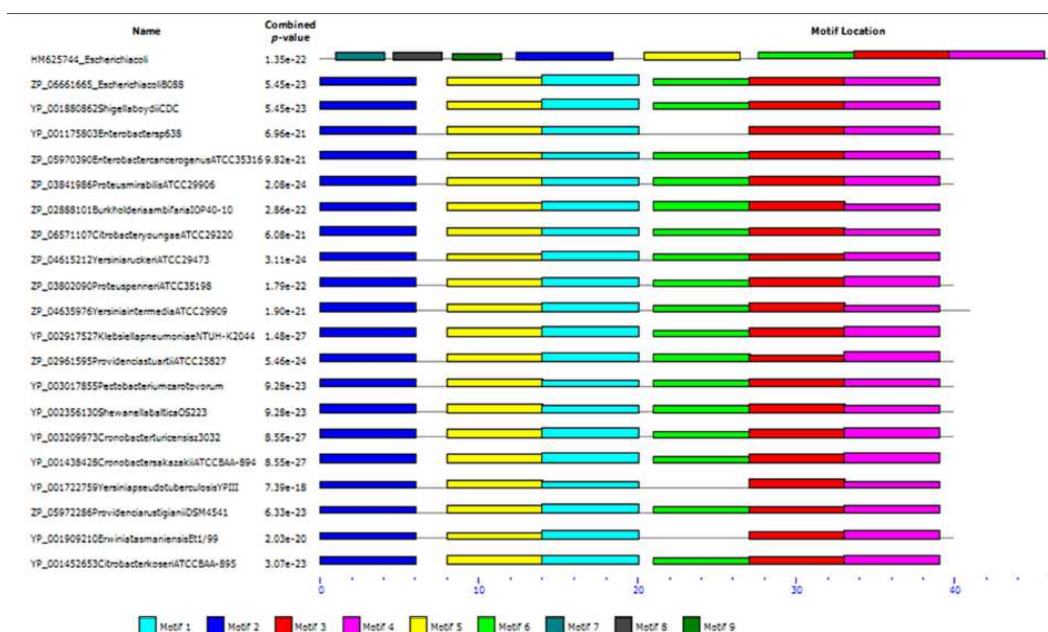 Name Combined p-value Motif Location
HM625744_Escherichiacoli 1.35e-22
ZP_06661665_EscherichiacoliB088 5.45e-23
YP_001880862ShigellaboydiiCDC 5.45e-23
YP_001175803Enterobactersp638 6.96e-21
ZP_05970390EnterobactercancerogenusATCC35316 9.82e-21
ZP_03841986ProteusmirabilisATCC29906 2.08e-24
ZP_02888101BurkholderiaambifariaIOP40-10 2.86e-22
ZP_06571107CitrobacteryoungaeATCC29220 6.08e-21
ZP_04615212YersiniaruckeriATCC29473 3.11e-24
ZP_03802090ProteuspenneriATCC35198 1.79e-22
ZP_04635976YersiniaintermediaATCC29909 1.90e-21
YP_002917527KlebsiellapneumoniaeNTUH-K2044 1.48e-27
ZP_02961595ProvidenciastuartiiATCC25827 5.46e-24
YP_003017855Pectobacteriumcarotovorum 9.28e-23
YP_002356130ShewanellabalticaOS223 9.28e-23
YP_003209973Cronobacterturicensisz3032 8.55e-27
YP_001438428CronobactersakazakiiATCCBAA-894 8.55e-27
YP_001722759YersiniapseudotuberculosisYPIII 7.39e-18
ZP_05972286ProvidenciarustigianiiDSM4541 6.33e-23
YP_001909210ErwiniatasmaniensisEt1/99 2.03e-20
YP_001452653CitrobacterkoseriATCCBAA-895 3.07e-23
0 10 20 30 40
Motif 1 Motif 2 Motif 3 Motif 4 Motif 5 Motif 6 Motif 7 Motif 8 Motif 9